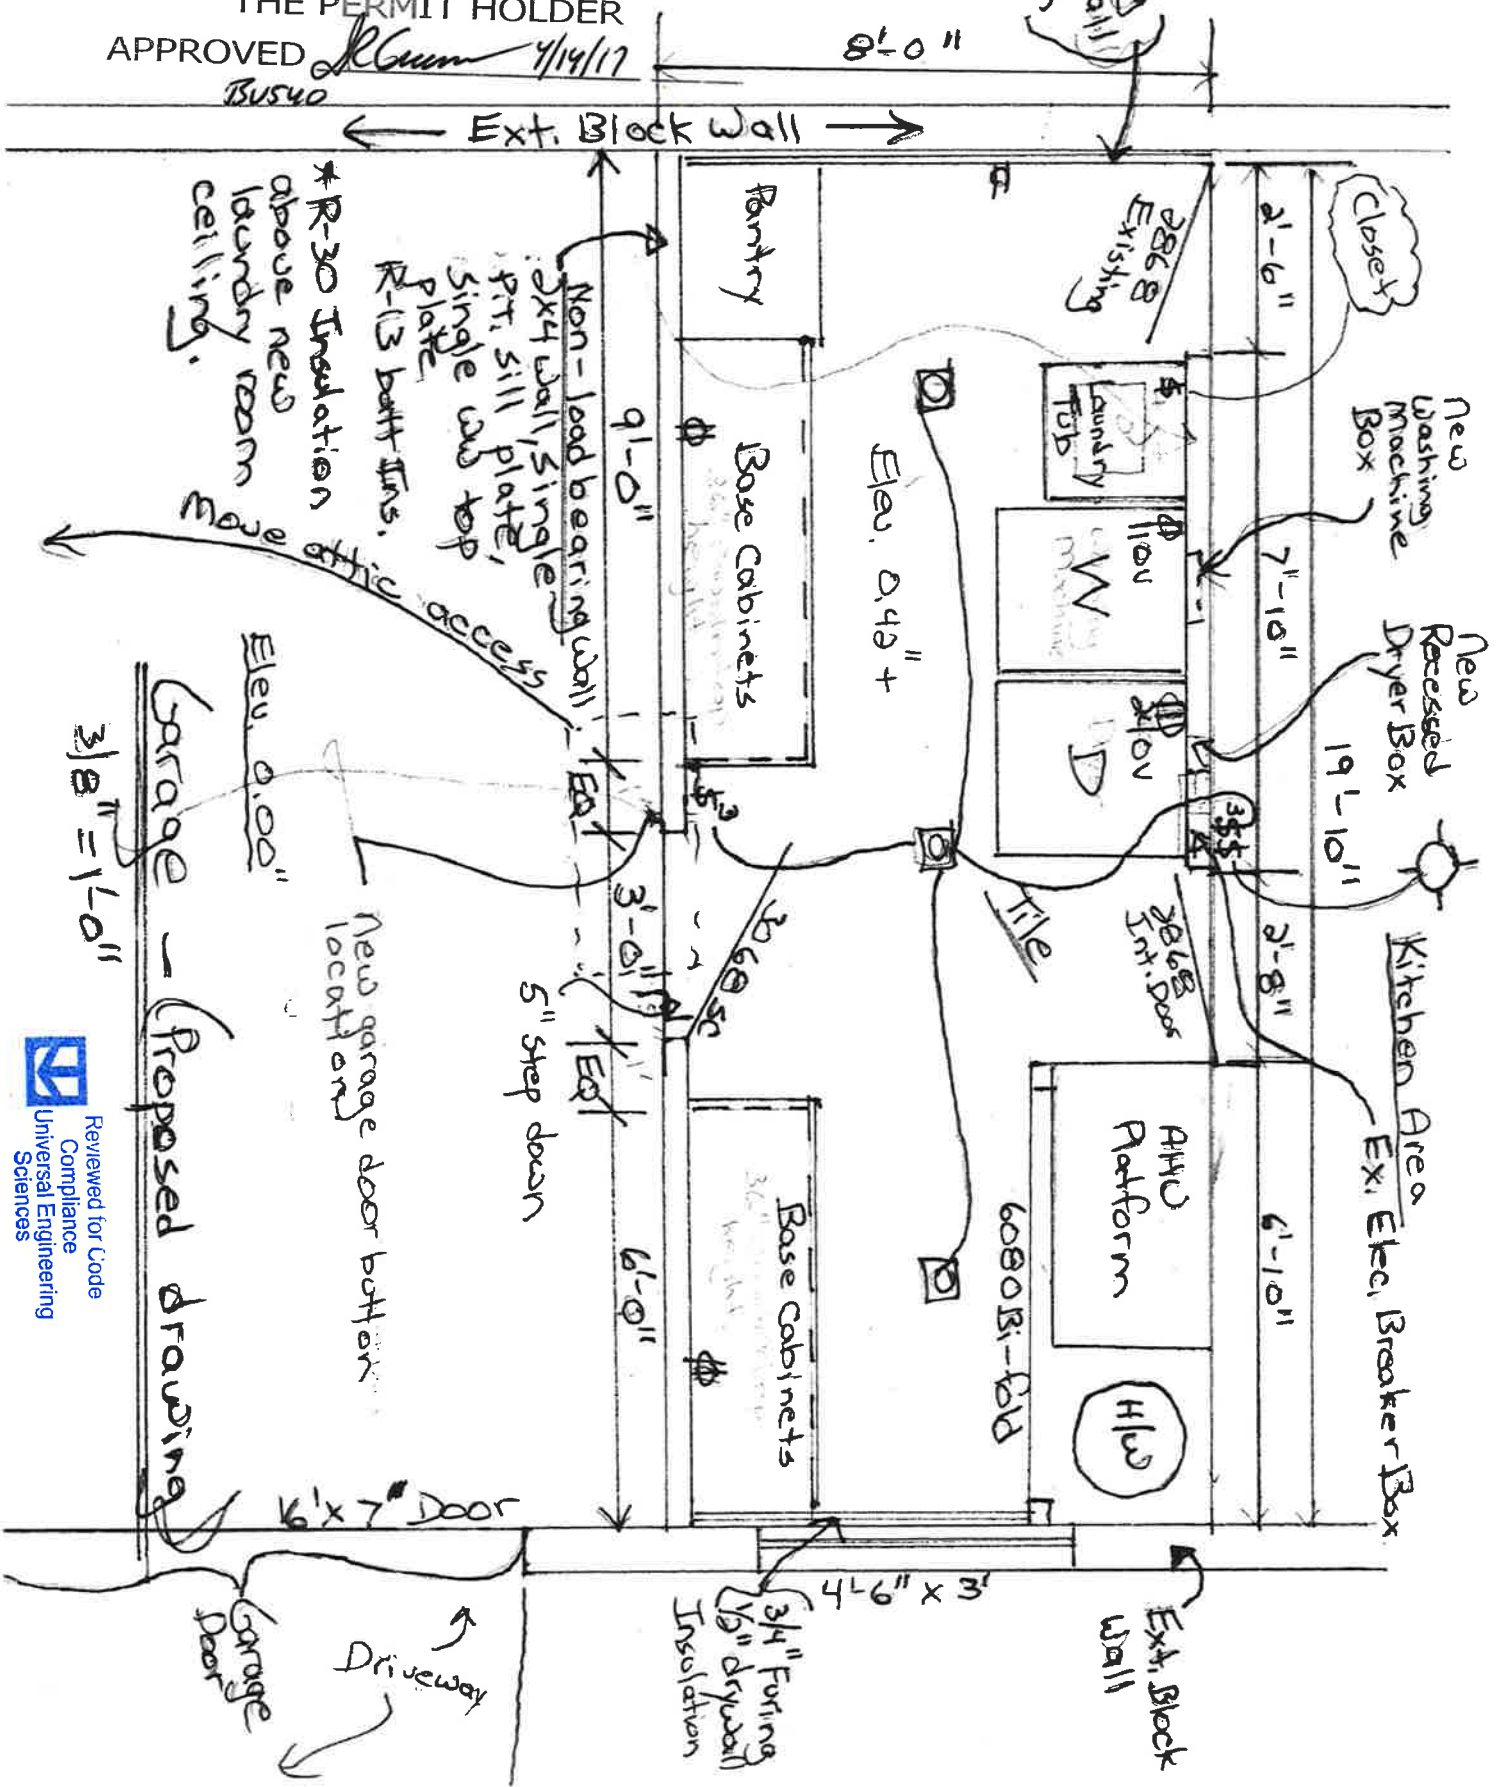 THE PERMIT HOLDER
APPROVED
4/14/17
BU540
8'-0"
Ext. Block Wall
Closet
2'-6"
7'-10"
2'-8"
6'-10"
19'-10"
New
Washing
Machine
Box
New
Recessed
Dryer Box
Kitchen Area
Ex. Elec. Breaker Box
2868
Existing
Pantry
$
Laundry
Tub
110v
W
210v
D
3$$
2868
Int. Door
AHU
Platform
H/W
6080 Bi-fold
Elev. 0.42" +
Tile
Base Cabinets
$3
3068 SC
Base Cabinets
9'-0"
EQ
3'-0"
EQ
6'-0"
Non-load bearing wall
2x4 wall, single
P.T. sill plate,
single ww top
plate
R-13 batt Ins.
*R-30 Insulation
above new
laundry room
ceiling.
Move attic access
5" step down
New garage door button
location
Elev. 0.00"
Garage - (Proposed drawing)
3/8" = 1'-0"
16' x 7" Door
Garage
Door
Driveway
4'-6" x 3'
3/4" Furing
1/2" drywall
Insulation
Ext. Block
Wall
Reviewed for Code
Compliance
Universal Engineering
Sciences